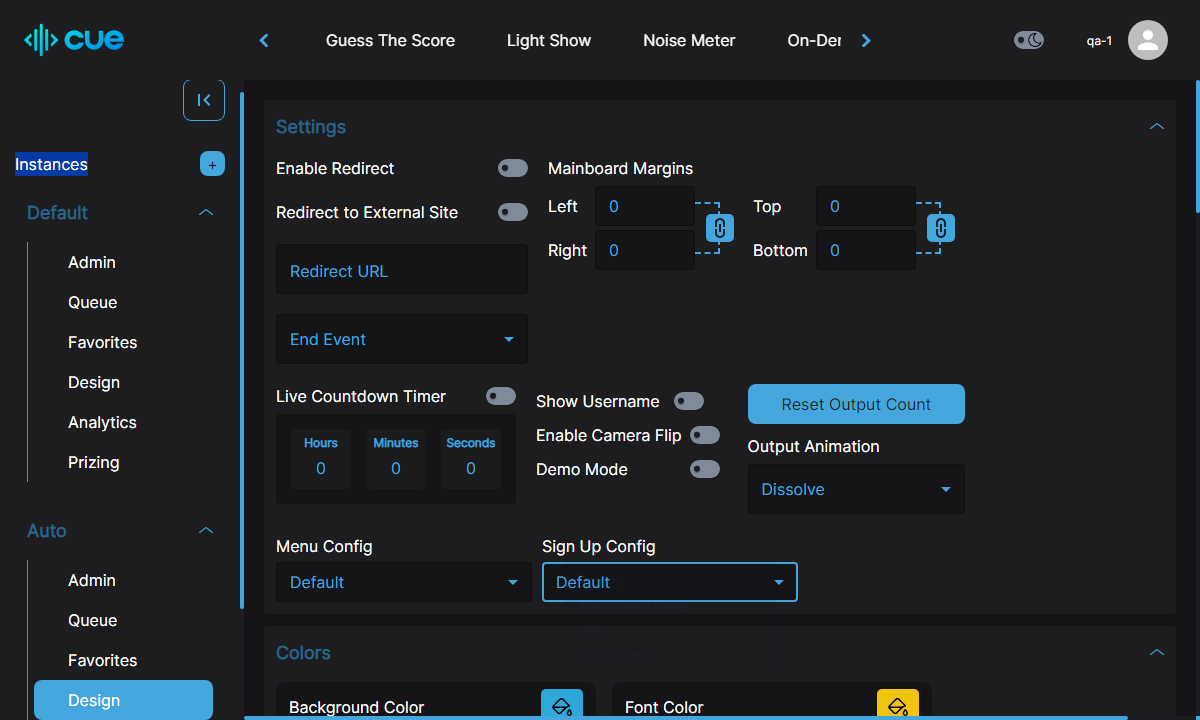 cue
Guess The Score
Light Show
Noise Meter
On-Der
qa-1
Instances
+
Default
Admin
Queue
Favorites
Design
Analytics
Prizing
Auto
Admin
Queue
Favorites
Design
Settings
Enable Redirect
Redirect to External Site
Redirect URL
End Event
Mainboard Margins
Left 0
Right 0
Top 0
Bottom 0
Live Countdown Timer
Hours Minutes Seconds
0 0 0
Show Username
Enable Camera Flip
Demo Mode
Reset Output Count
Output Animation
Dissolve
Menu Config
Default
Sign Up Config
Default
Colors
Background Color
Font Color